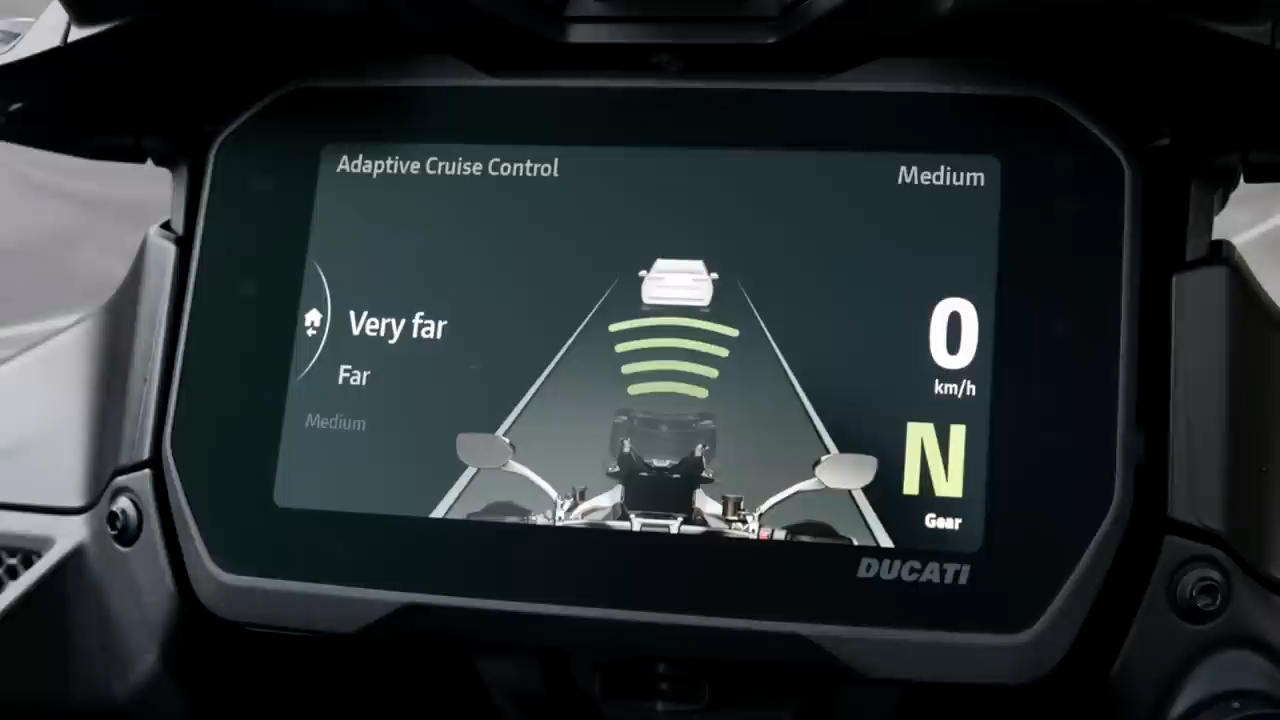 Adaptive Cruise Control
Medium
Very far
Far
Medium
0
km/h
N
Gear
DUCATI